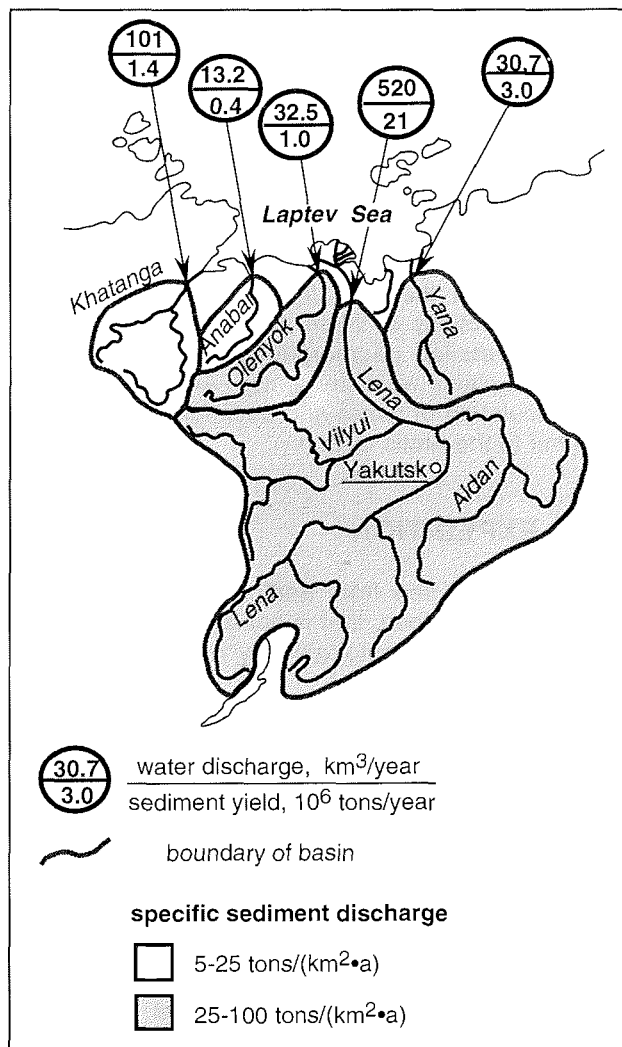 101
1.4
13.2
0.4
32.5
1.0
520
21
30,7
3.0
Laptev Sea
Khatanga
Anabar
Olenyok
Yana
Lena
Vilyui
Yakutsk
Aldan
Lena
30.7
3.0
water discharge, km³/year
sediment yield, 10⁶ tons/year
boundary of basin
specific sediment discharge
5-25 tons/(km²•a)
25-100 tons/(km²•a)